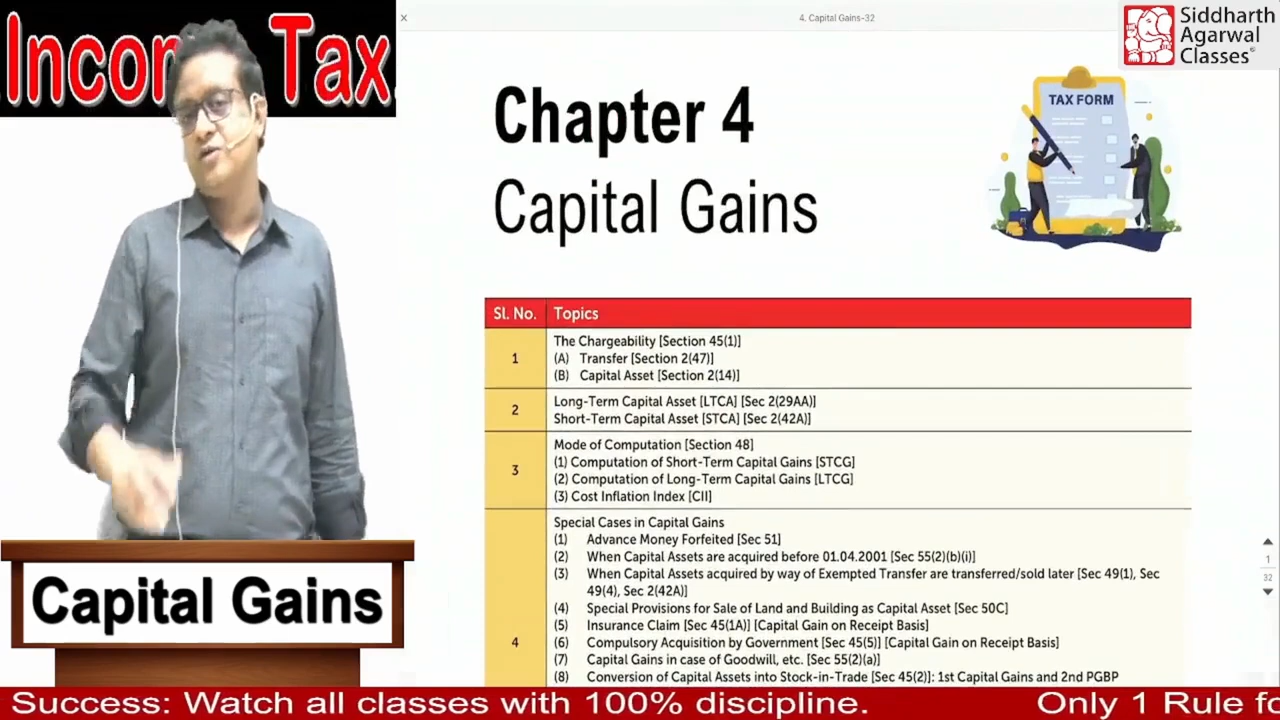 Tax
×
4. Capital Gains-32
Siddharth
Agarwal
Classes
Chapter 4
Capital Gains
TAX FORM
Sl. No. Topics
1
The Chargeability [Section 45(1)]
(A) Transfer [Section 2(47)]
(B) Capital Asset [Section 2(14)]
2
Long-Term Capital Asset [LTCA] [Sec 2(29AA)]
Short-Term Capital Asset [STCA] [Sec 2(42A)]
3
Mode of Computation [Section 48]
(1) Computation of Short-Term Capital Gains [STCG]
(2) Computation of Long-Term Capital Gains [LTCG]
(3) Cost Inflation Index [CII]
4
Special Cases in Capital Gains
(1) Advance Money Forfeited [Sec 51]
(2) When Capital Assets are acquired before 01.04.2001 [Sec 55(2)(b)(i)]
(3) When Capital Assets acquired by way of Exempted Transfer are transferred/sold later [Sec 49(1), Sec
49(4), Sec 2(42A)]
(4) Special Provisions for Sale of Land and Building as Capital Asset [Sec 50C]
(5) Insurance Claim [Sec 45(1A)] [Capital Gain on Receipt Basis]
(6) Compulsory Acquisition by Government [Sec 45(5)] [Capital Gain on Receipt Basis]
(7) Capital Gains in case of Goodwill, etc. [Sec 55(2)(a)]
(8) Conversion of Capital Assets into Stock-in-Trade [Sec 45(2)]: 1st Capital Gains and 2nd PGBP
1
32
Capital Gains
Success: Watch all classes with 100% discipline. Only 1 Rule fo